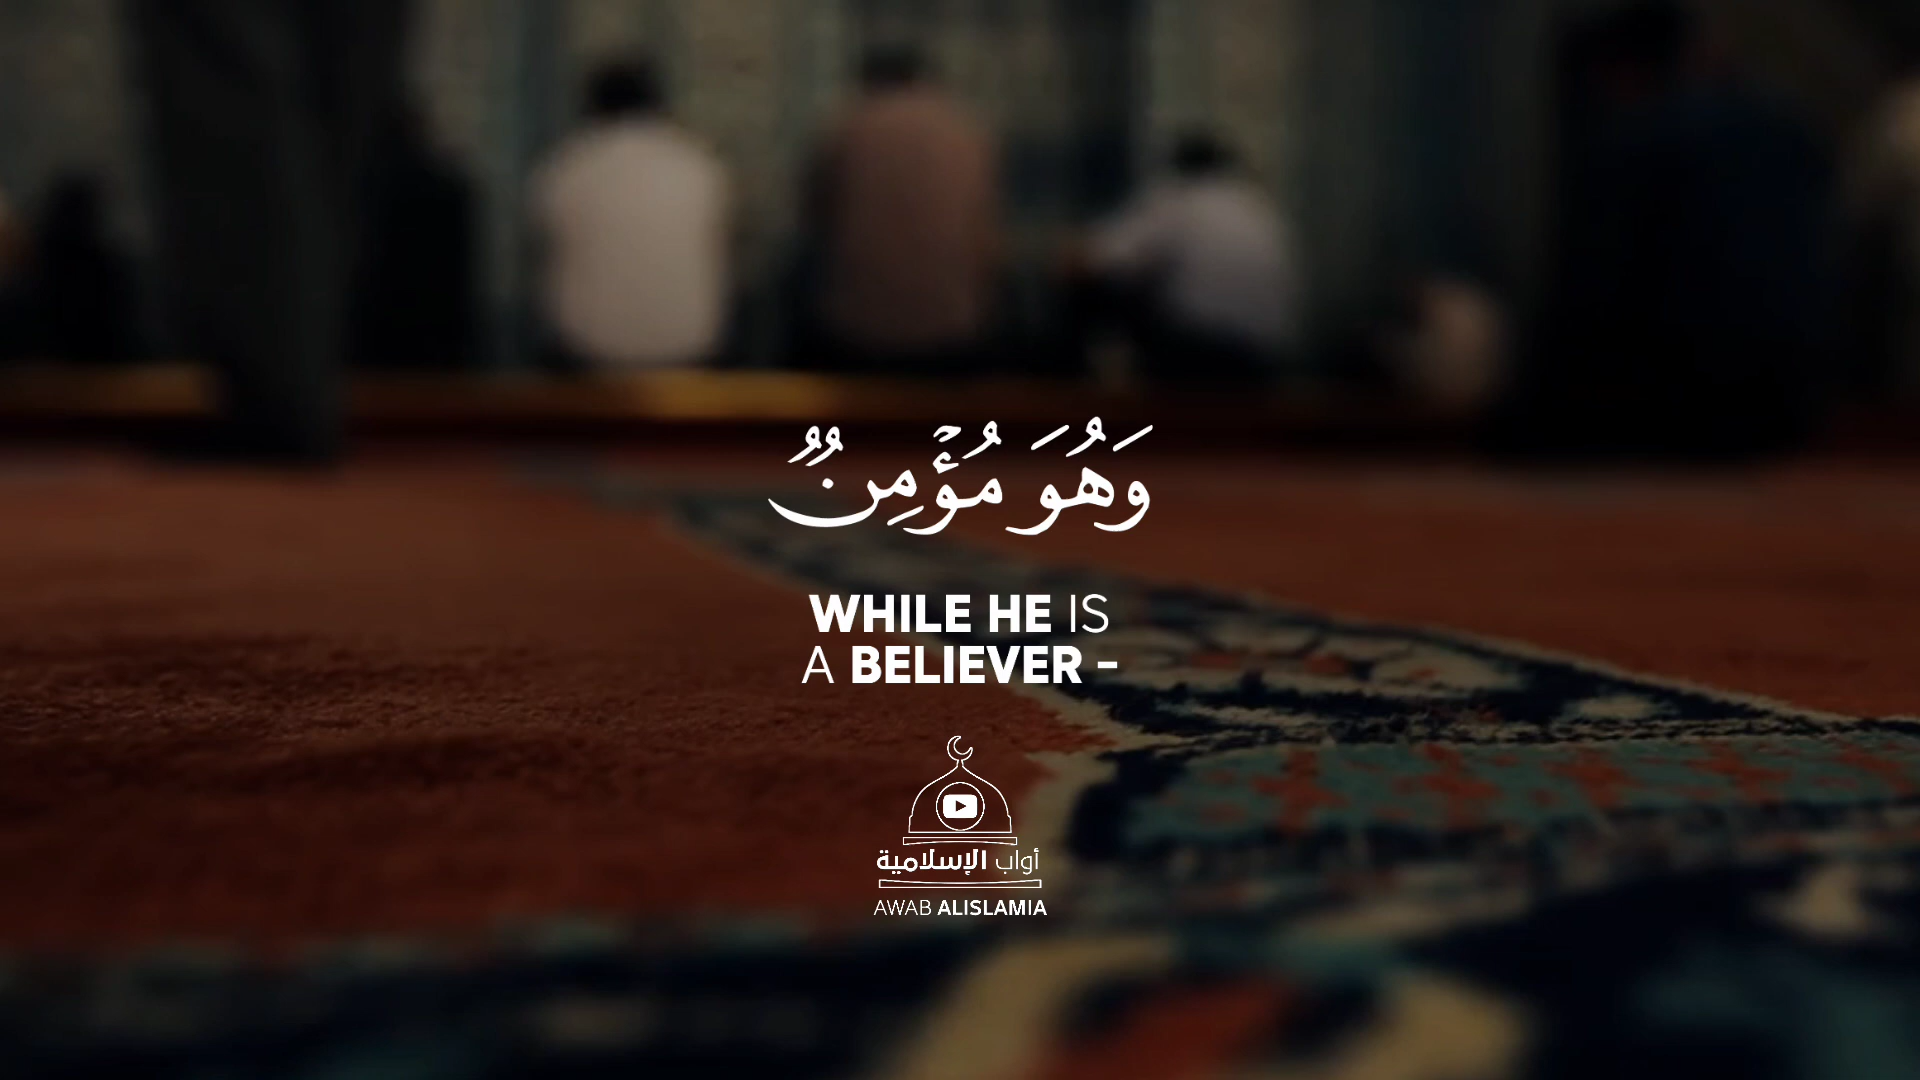 وَهُوَ مُؤۡمِنٞ
WHILE HE IS
A BELIEVER -
أواب الإسلامية
AWAB ALISLAMIA